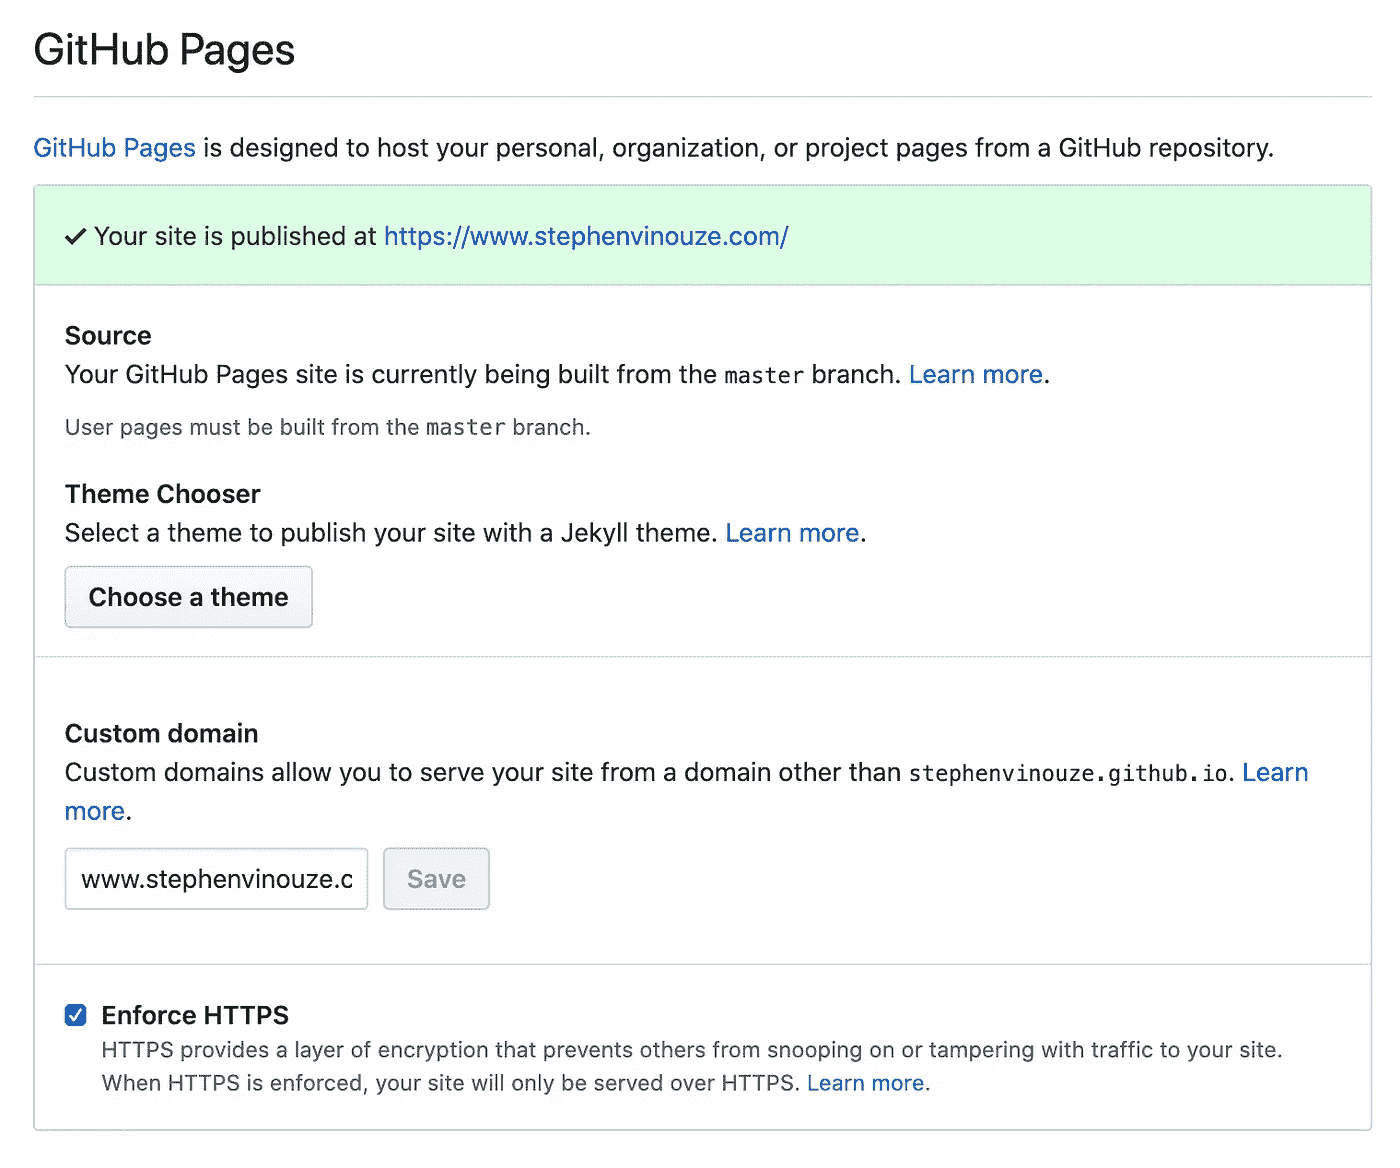 GitHub Pages
GitHub Pages is designed to host your personal, organization, or project pages from a GitHub repository.
Your site is published at https://www.stephenvinouze.com/
Source
Your GitHub Pages site is currently being built from the master branch. Learn more.
User pages must be built from the master branch.
Theme Chooser
Select a theme to publish your site with a Jekyll theme. Learn more.
Choose a theme
Custom domain
Custom domains allow you to serve your site from a domain other than stephenvinouze.github.io. Learn
more.
www.stephenvinouze.c Save
Enforce HTTPS
HTTPS provides a layer of encryption that prevents others from snooping on or tampering with traffic to your site.
When HTTPS is enforced, your site will only be served over HTTPS. Learn more.